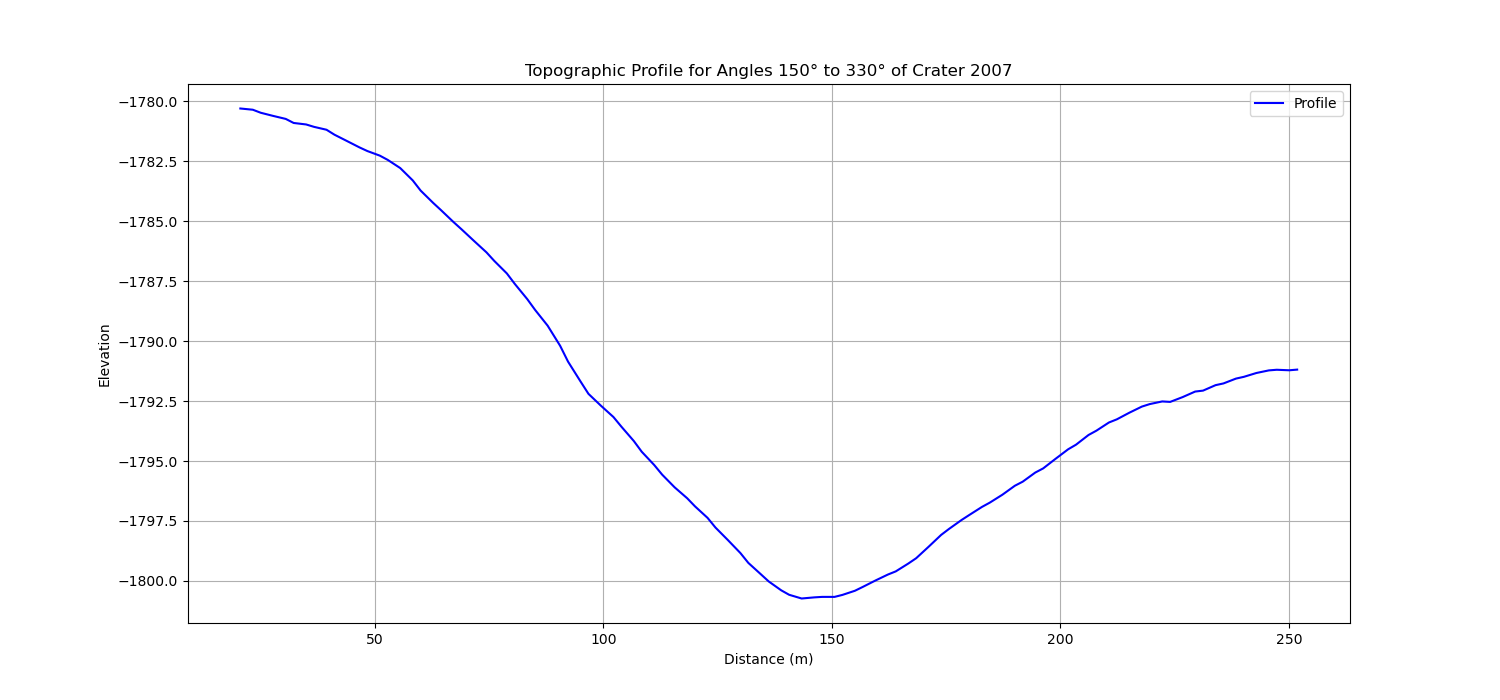 Topographic Profile for Angles 150° to 330° of Crater 2007
Profile
−1780.0
−1782.5
−1785.0
−1787.5
−1790.0
−1792.5
−1795.0
−1797.5
−1800.0
Elevation
50 100 150 200 250
Distance (m)